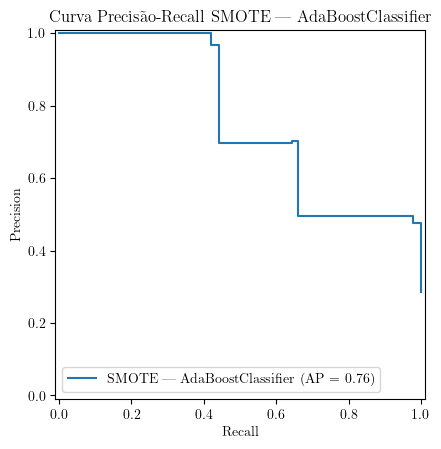 Curva Precisão-Recall SMOTE — AdaBoostClassifier
1.0
0.8
0.6
0.4
0.2
0.0
Precision
SMOTE — AdaBoostClassifier (AP = 0.76)
0.0 0.2 0.4 0.6 0.8 1.0
Recall